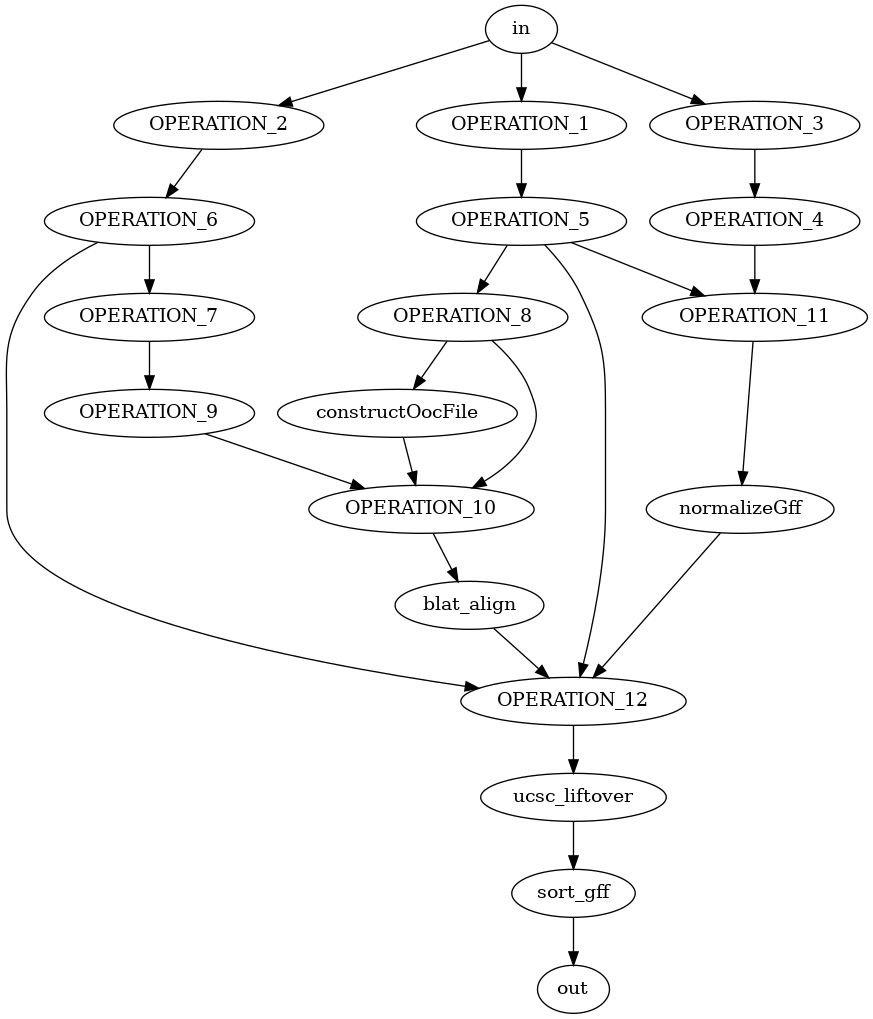 in
OPERATION_2
OPERATION_1
OPERATION_3
OPERATION_6
OPERATION_5
OPERATION_4
OPERATION_7
OPERATION_8
OPERATION_11
OPERATION_9
constructOocFile
OPERATION_10
normalizeGff
blat_align
OPERATION_12
ucsc_liftover
sort_gff
out